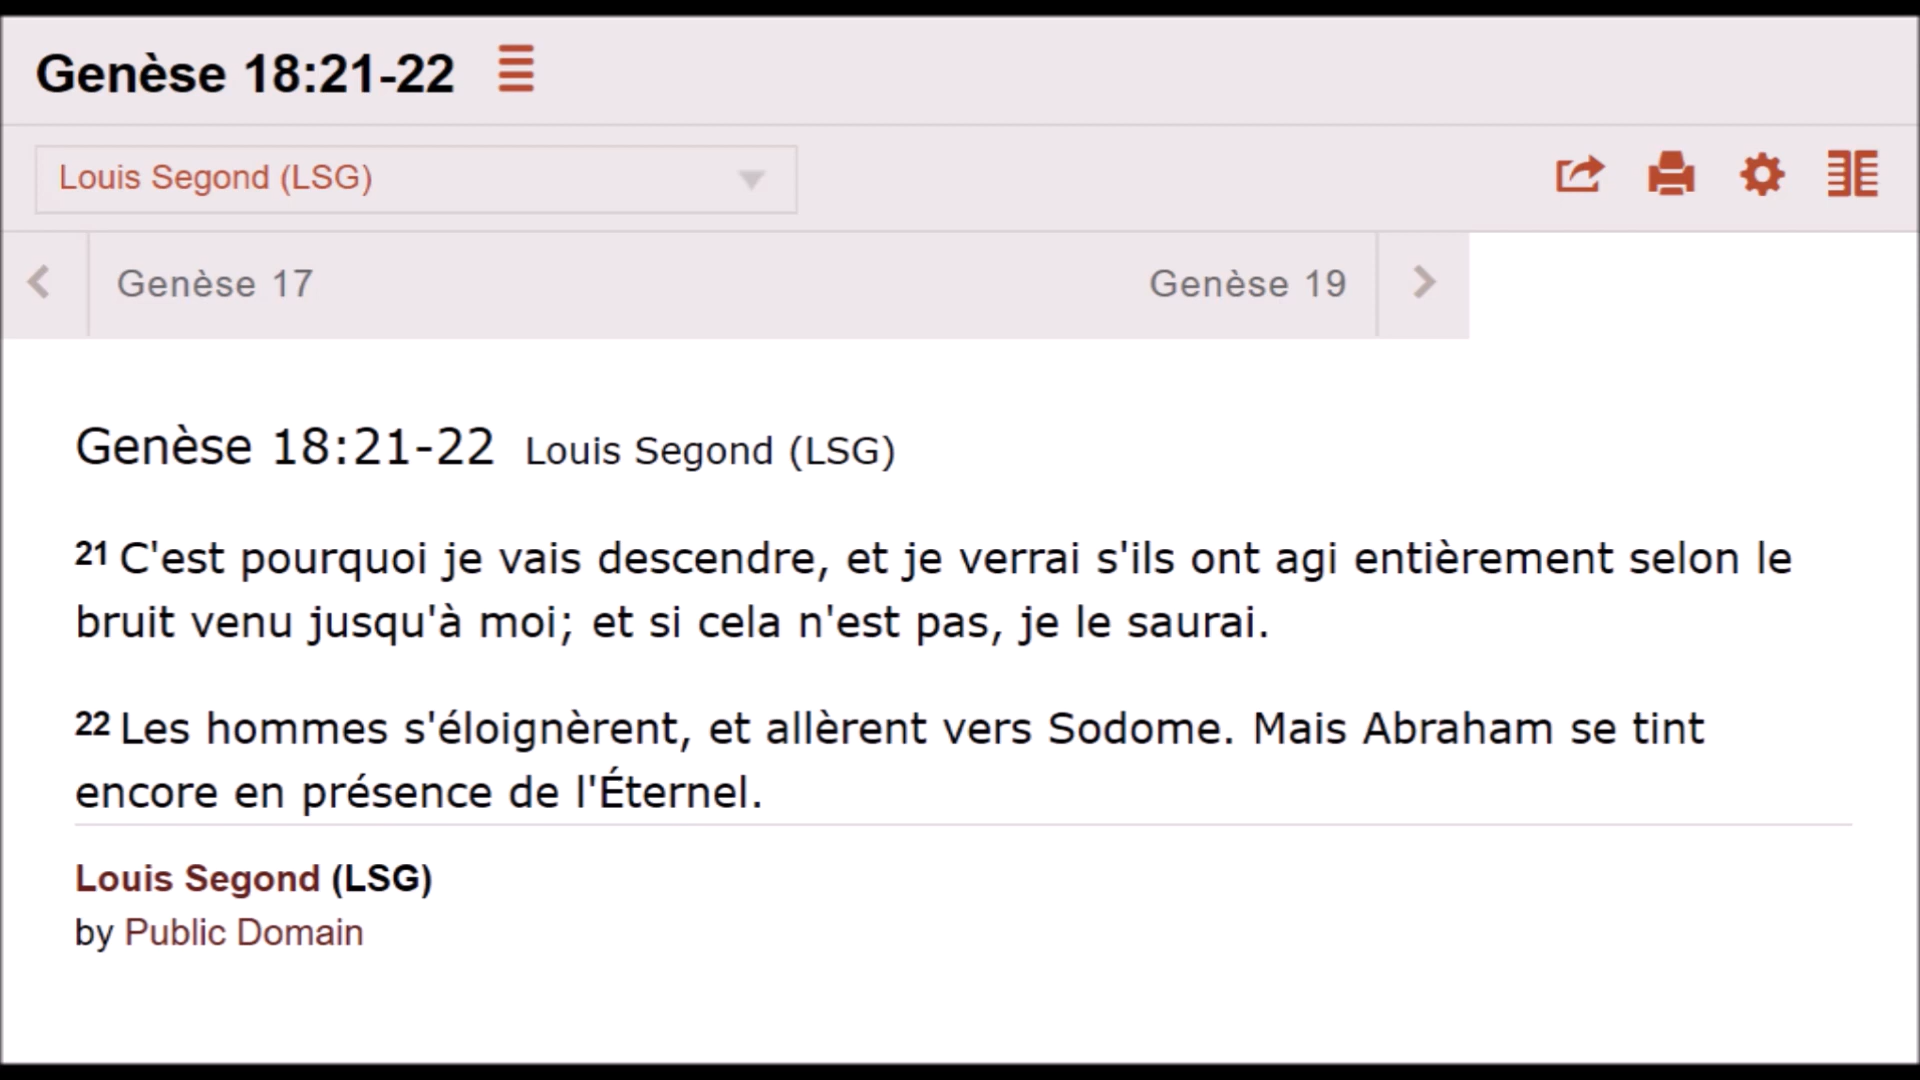 Genèse 18:21-22
Louis Segond (LSG)
Genèse 17
Genèse 19
Genèse 18:21-22 Louis Segond (LSG)
21 C'est pourquoi je vais descendre, et je verrai s'ils ont agi entièrement selon le
bruit venu jusqu'à moi; et si cela n'est pas, je le saurai.
22 Les hommes s'éloignèrent, et allèrent vers Sodome. Mais Abraham se tint
encore en présence de l'Éternel.
Louis Segond (LSG)
by Public Domain